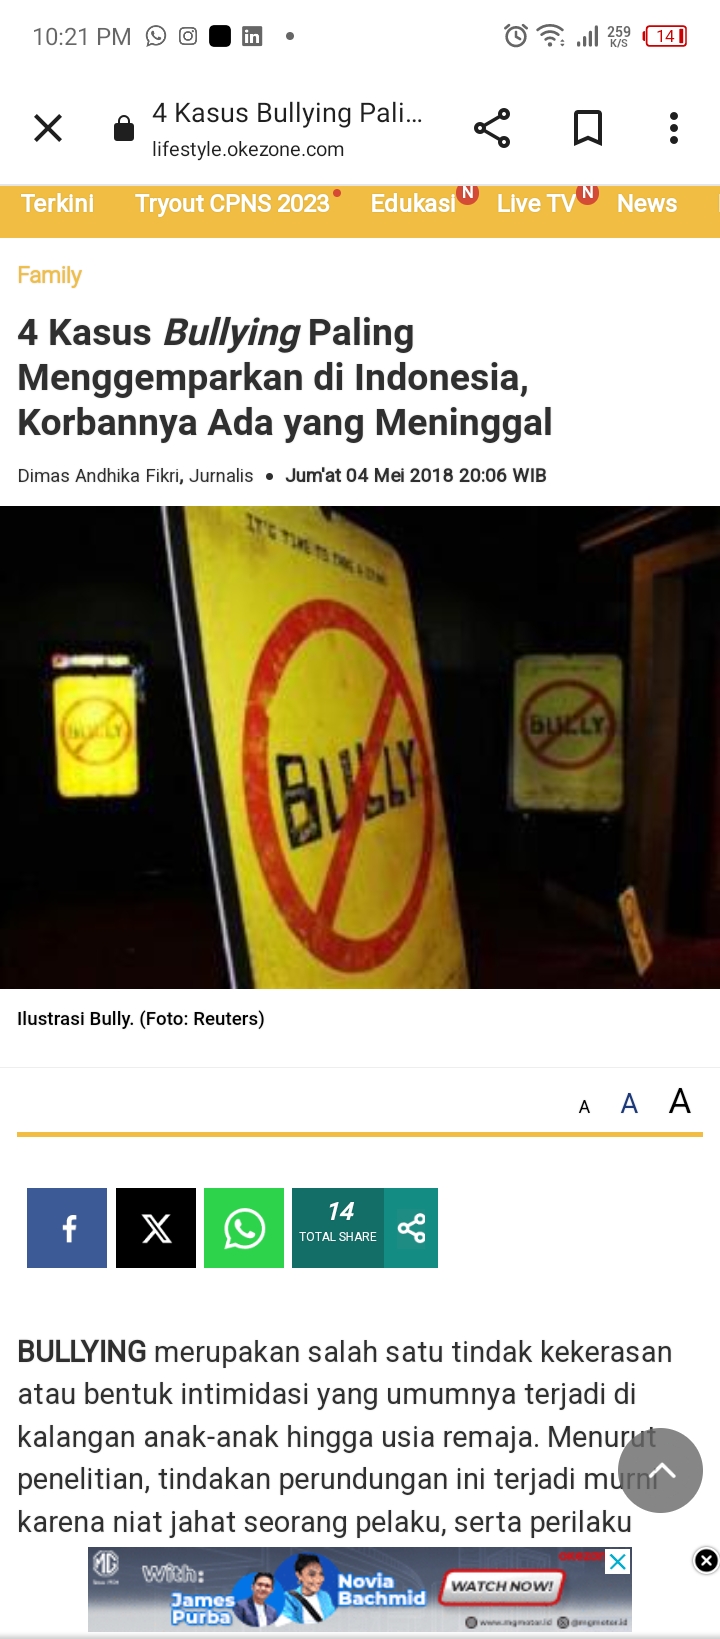 10:21 PM
259
K/S
14
4 Kasus Bullying Pali...
lifestyle.okezone.com
Terkini Tryout CPNS 2023 Edukasi N Live TV N News
Family
4 Kasus Bullying Paling
Menggemparkan di Indonesia,
Korbannya Ada yang Meninggal
Dimas Andhika Fikri, Jurnalis • Jum'at 04 Mei 2018 20:06 WIB
IT'S TIME TO TAKE A STAND
BULLY
BULLY
BULLY
Ilustrasi Bully. (Foto: Reuters)
A A A
14
TOTAL SHARE
BULLYING merupakan salah satu tindak kekerasan
atau bentuk intimidasi yang umumnya terjadi di
kalangan anak-anak hingga usia remaja. Menurut
penelitian, tindakan perundungan ini terjadi murni
karena niat jahat seorang pelaku, serta perilaku
MG
With:
James
Purba
Novia
Bachmid
WATCH NOW!
www.mgmotor.id @mgmotor.id